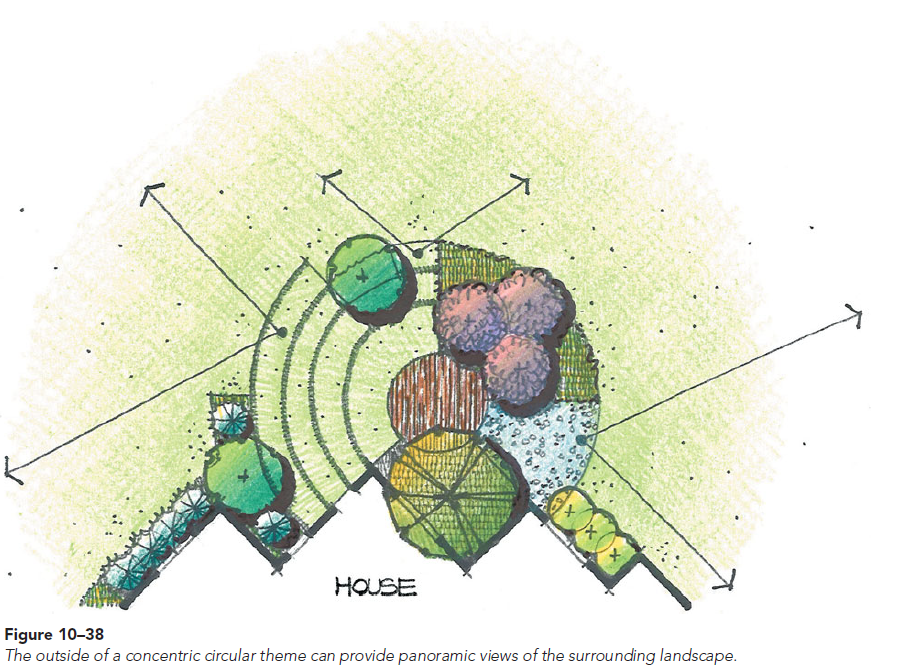 HOUSE
Figure 10–38
The outside of a concentric circular theme can provide panoramic views of the surrounding landscape.